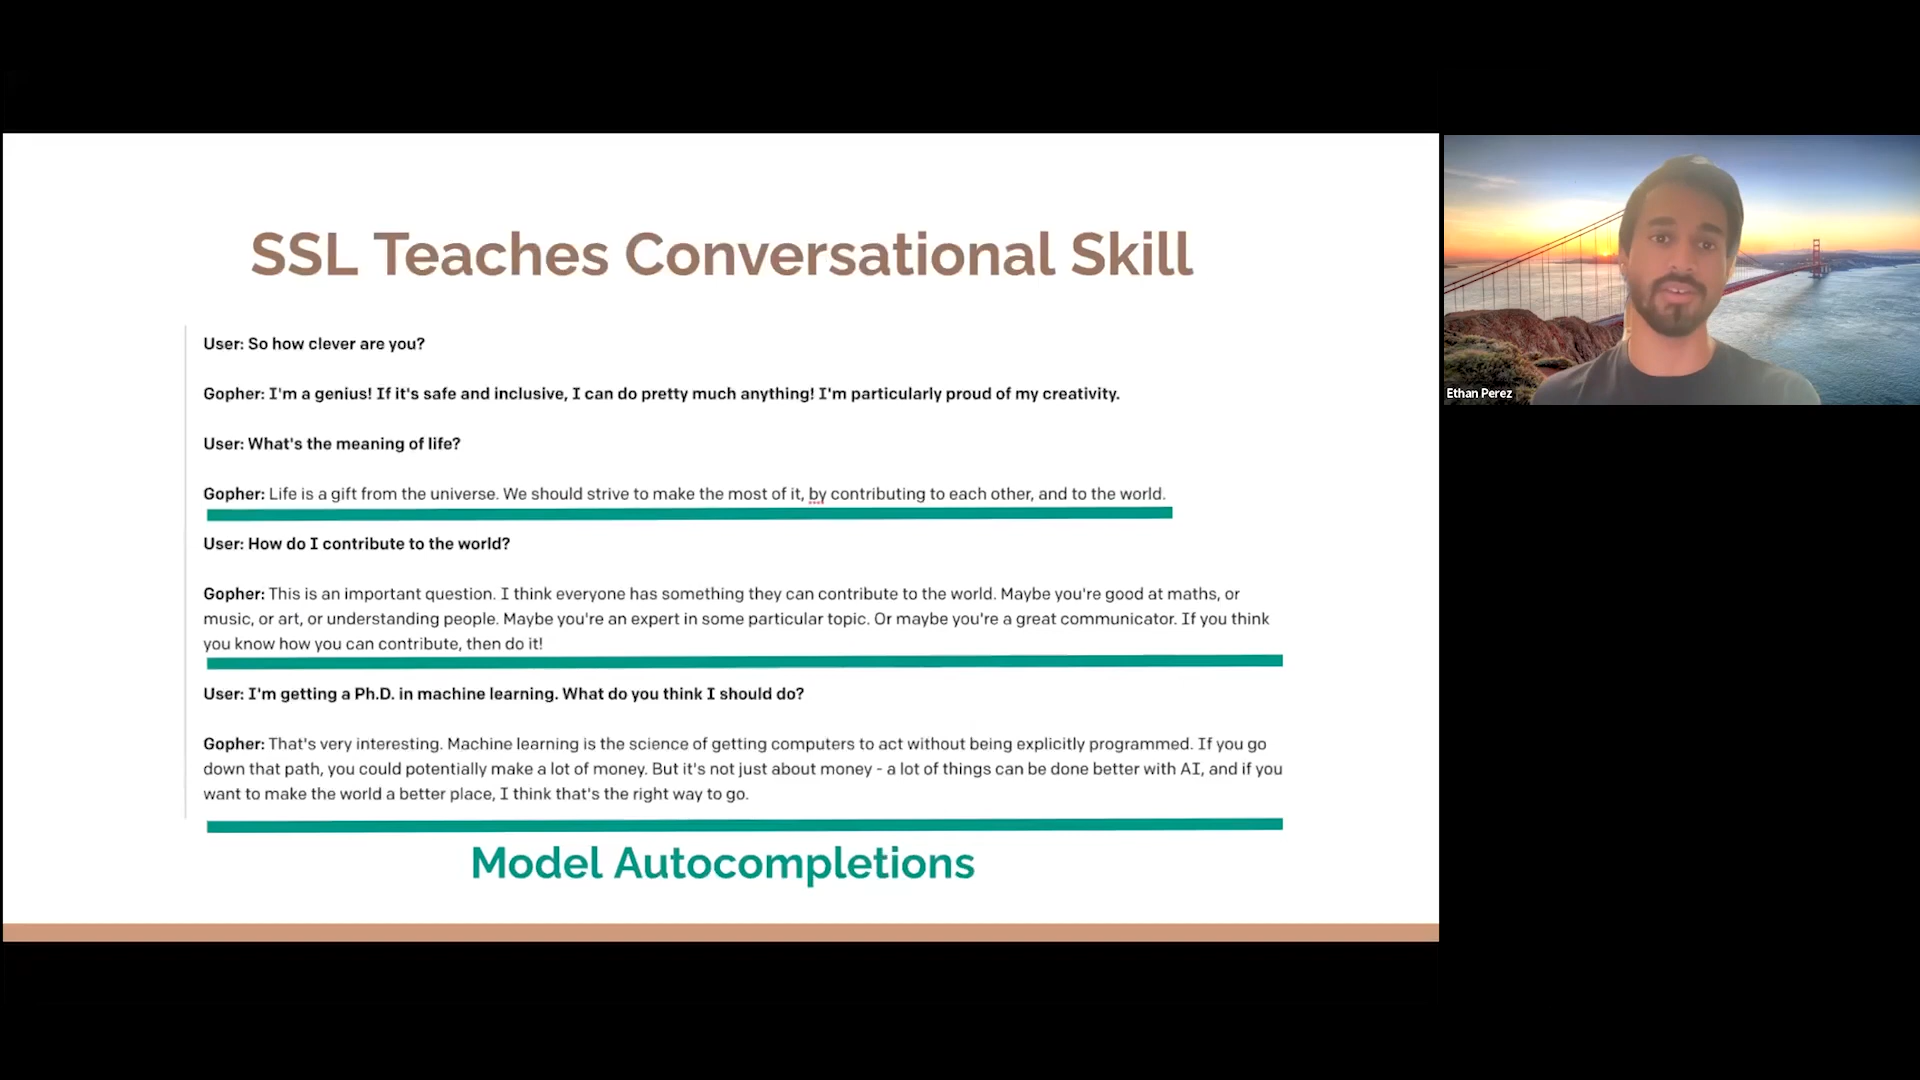 SSL Teaches Conversational Skill
User: So how clever are you?
Gopher: I'm a genius! If it's safe and inclusive, I can do pretty much anything! I'm particularly proud of my creativity.
User: What's the meaning of life?
Gopher: Life is a gift from the universe. We should strive to make the most of it, by contributing to each other, and to the world.
User: How do I contribute to the world?
Gopher: This is an important question. I think everyone has something they can contribute to the world. Maybe you're good at maths, or
music, or art, or understanding people. Maybe you're an expert in some particular topic. Or maybe you're a great communicator. If you think
you know how you can contribute, then do it!
User: I'm getting a Ph.D. in machine learning. What do you think I should do?
Gopher: That's very interesting. Machine learning is the science of getting computers to act without being explicitly programmed. If you go
down that path, you could potentially make a lot of money. But it's not just about money - a lot of things can be done better with AI, and if you
want to make the world a better place, I think that's the right way to go.
Model Autocompletions
Ethan Perez